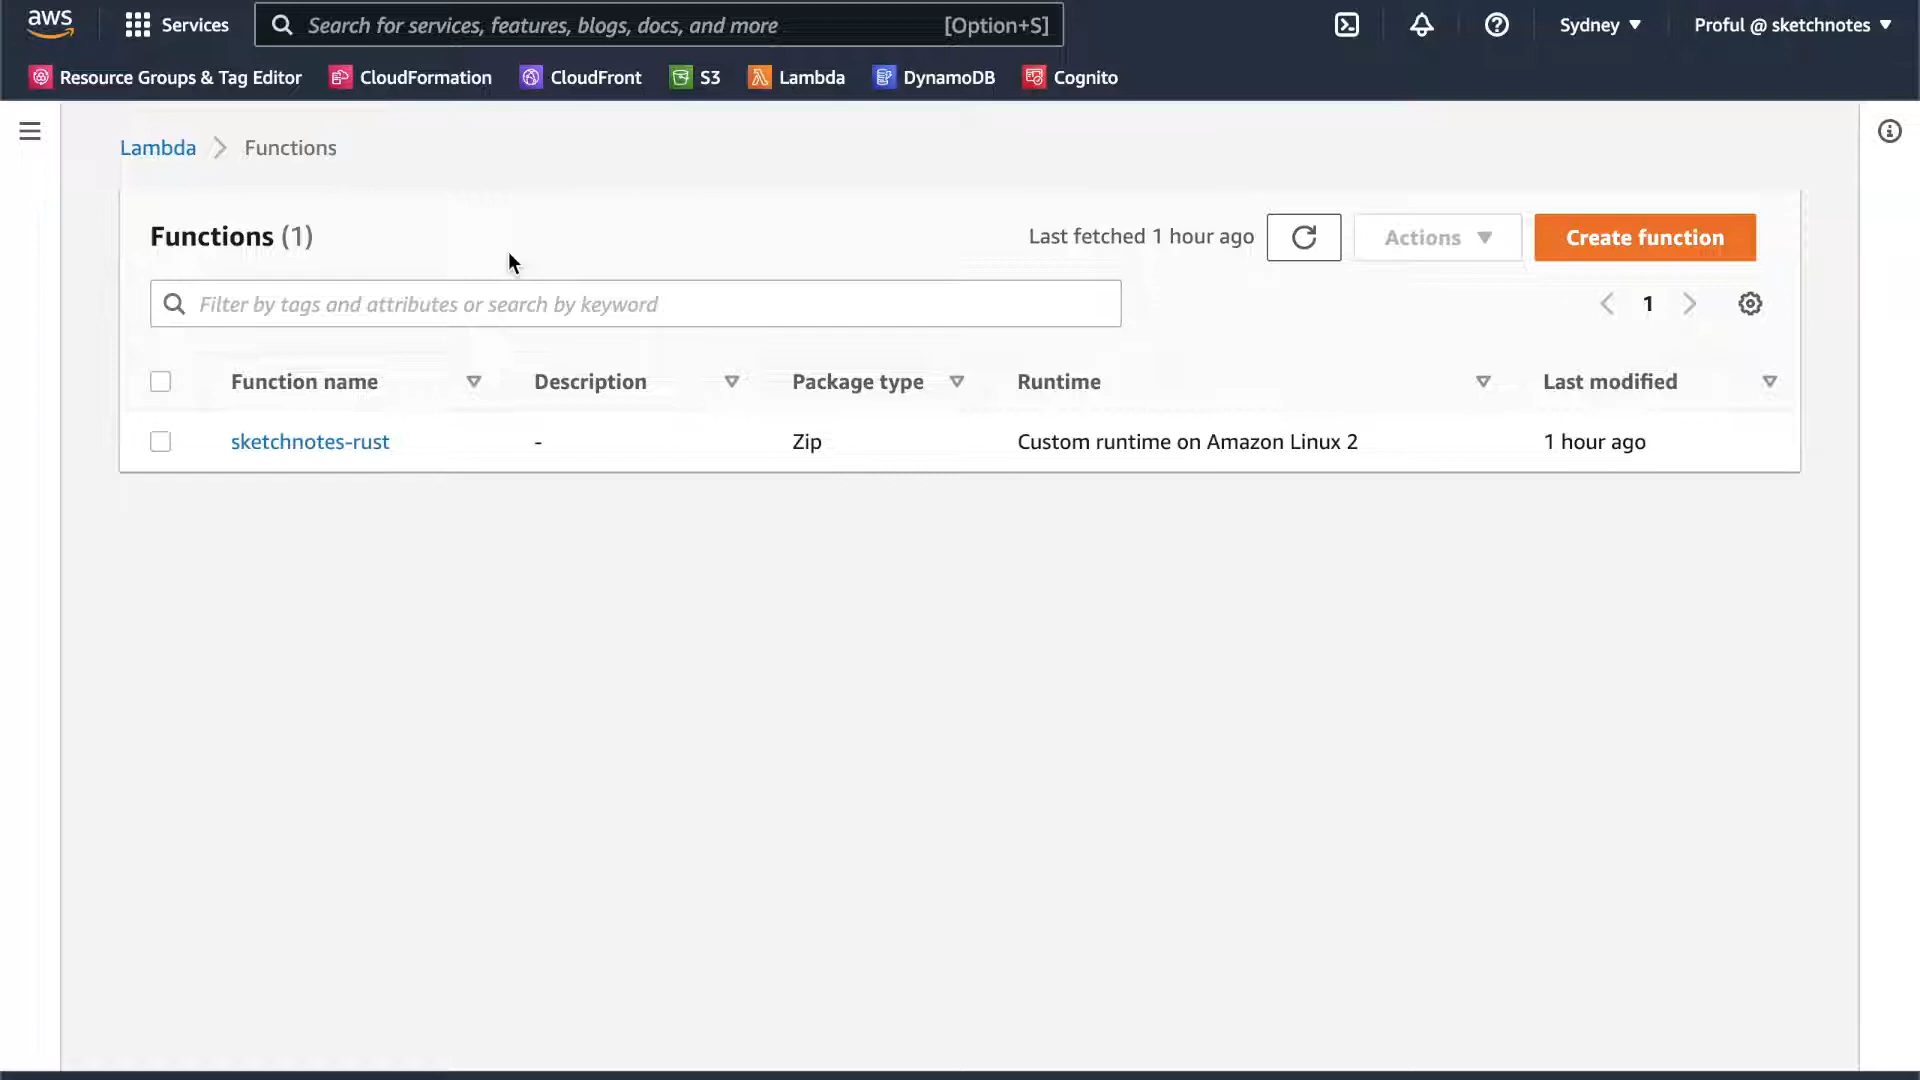 aws Services Search for services, features, blogs, docs, and more [Option+S] Sydney Proful @ sketchnotes
Resource Groups & Tag Editor CloudFormation CloudFront S3 Lambda DynamoDB Cognito
Lambda Functions
Functions (1) Last fetched 1 hour ago Actions Create function
Filter by tags and attributes or search by keyword 1
Function name Description Package type Runtime Last modified
sketchnotes-rust - Zip Custom runtime on Amazon Linux 2 1 hour ago